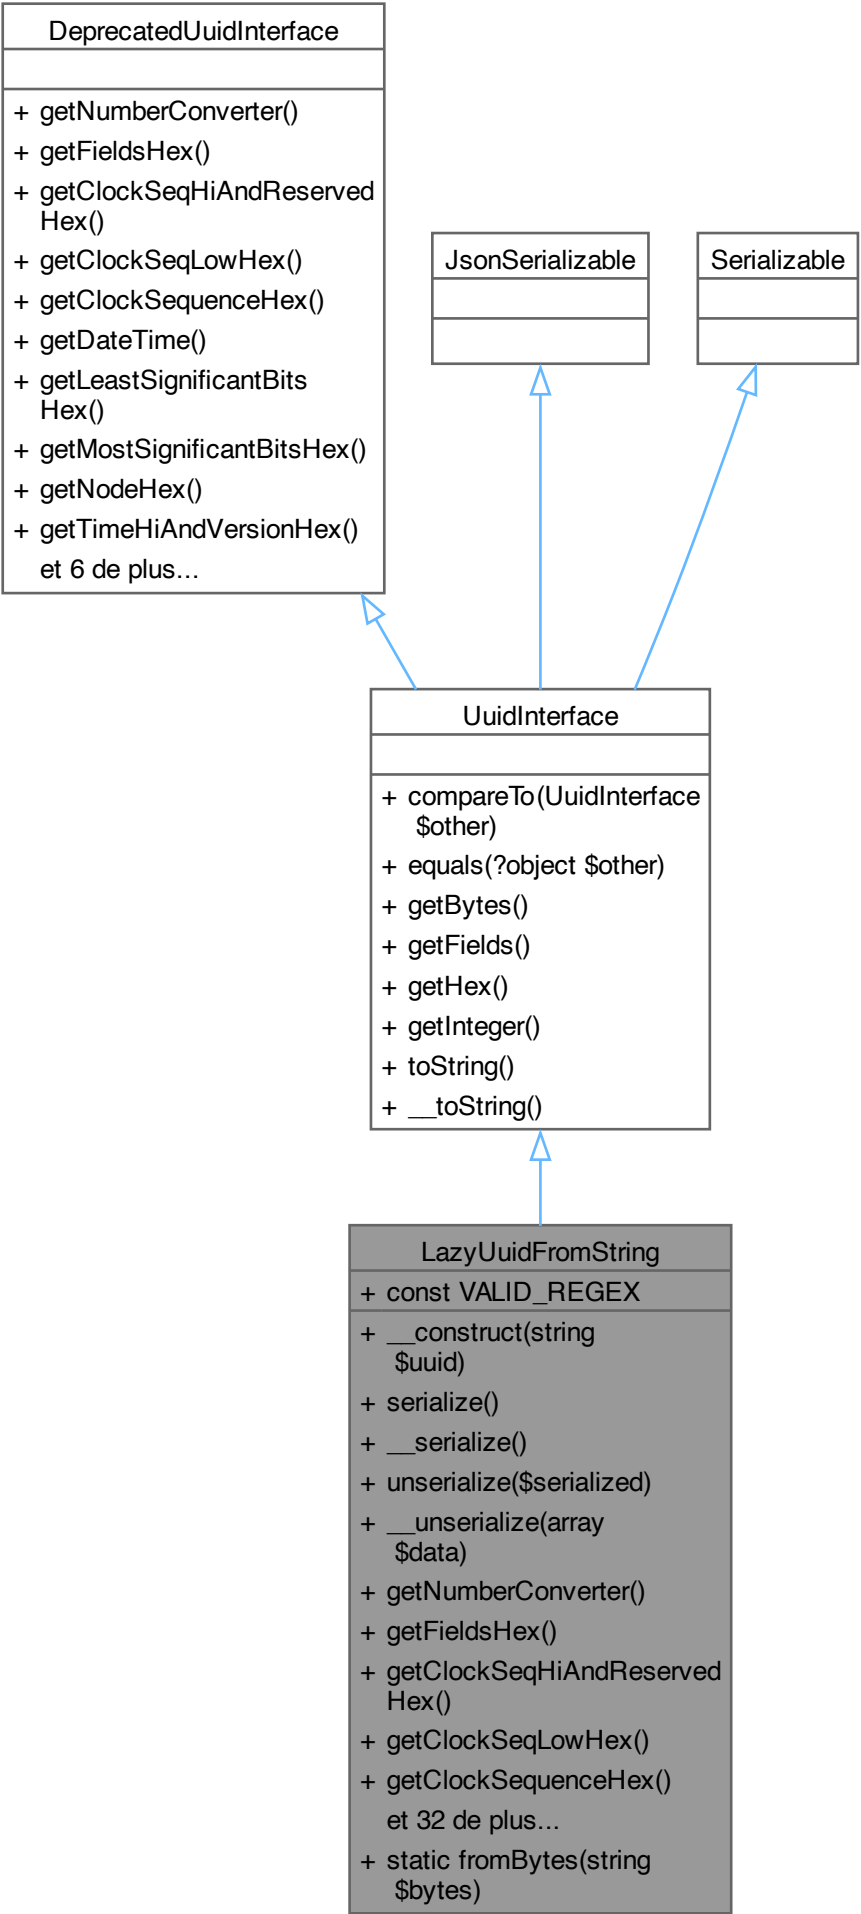 DeprecatedUuidInterface
+ getNumberConverter()
+ getFieldsHex()
+ getClockSeqHiAndReserved
Hex()
+ getClockSeqLowHex()
+ getClockSequenceHex()
+ getDateTime()
+ getLeastSignificantBits
Hex()
+ getMostSignificantBitsHex()
+ getNodeHex()
+ getTimeHiAndVersionHex()
et 6 de plus...
JsonSerializable
Serializable
UuidInterface
+ compareTo(UuidInterface
$other)
+ equals(?object $other)
+ getBytes()
+ getFields()
+ getHex()
+ getInteger()
+ toString()
+ __toString()
LazyUuidFromString
+ const VALID_REGEX
+ __construct(string
$uuid)
+ serialize()
+ __serialize()
+ unserialize($serialized)
+ __unserialize(array
$data)
+ getNumberConverter()
+ getFieldsHex()
+ getClockSeqHiAndReserved
Hex()
+ getClockSeqLowHex()
+ getClockSequenceHex()
et 32 de plus...
+ static fromBytes(string
$bytes)